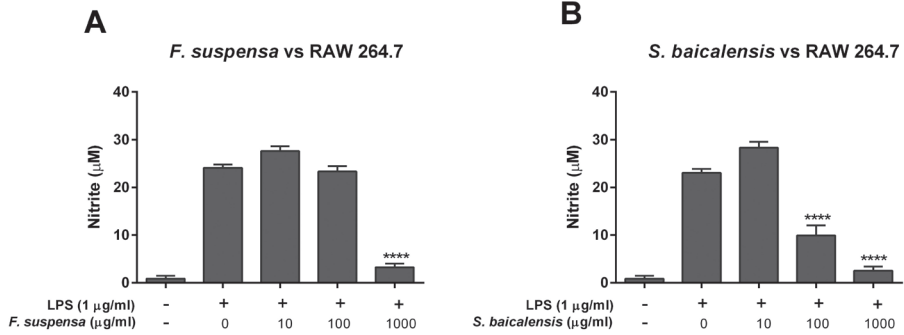 A
F. suspensa vs RAW 264.7
Nitrite (µM)
40
30
20
10
0
****
LPS (1 µg/ml) - + + + +
F. suspensa (µg/ml) - 0 10 100 1000
B
S. baicalensis vs RAW 264.7
Nitrite (µM)
40
30
20
10
0
****
****
LPS (1 µg/ml) - + + + +
S. baicalensis (µg/ml) - 0 10 100 1000